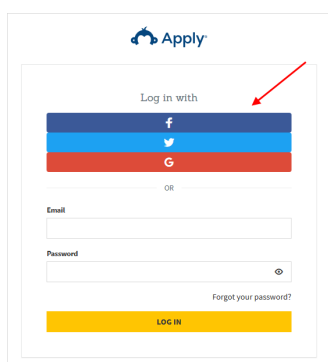 Apply
Log in with
f
G
OR
Email
Password
Forgot your password?
LOG IN